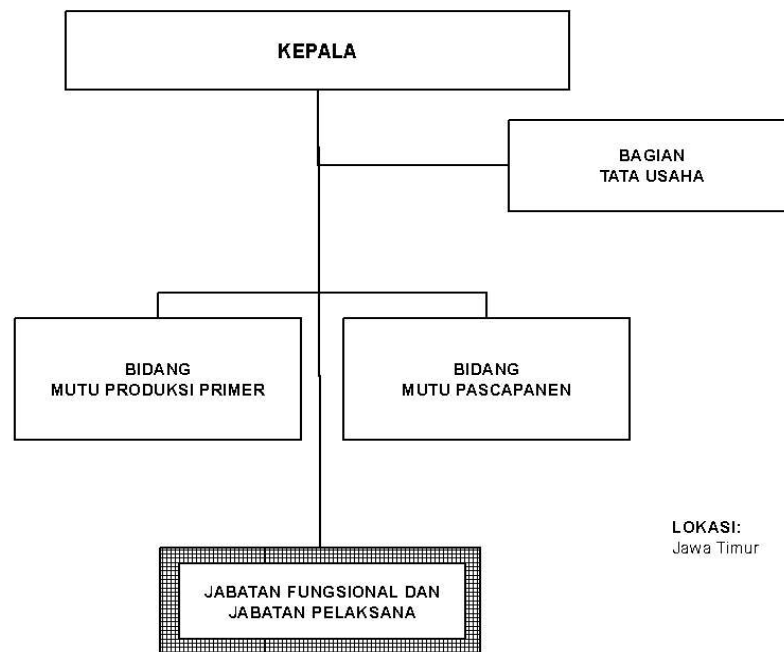 KEPALA
BAGIAN
TATA USAHA
BIDANG
MUTU PRODUKSI PRIMER
BIDANG
MUTU PASCAPANEN
LOKASI:
Jawa Timur
JABATAN FUNGSIONAL DAN
JABATAN PELAKSANA